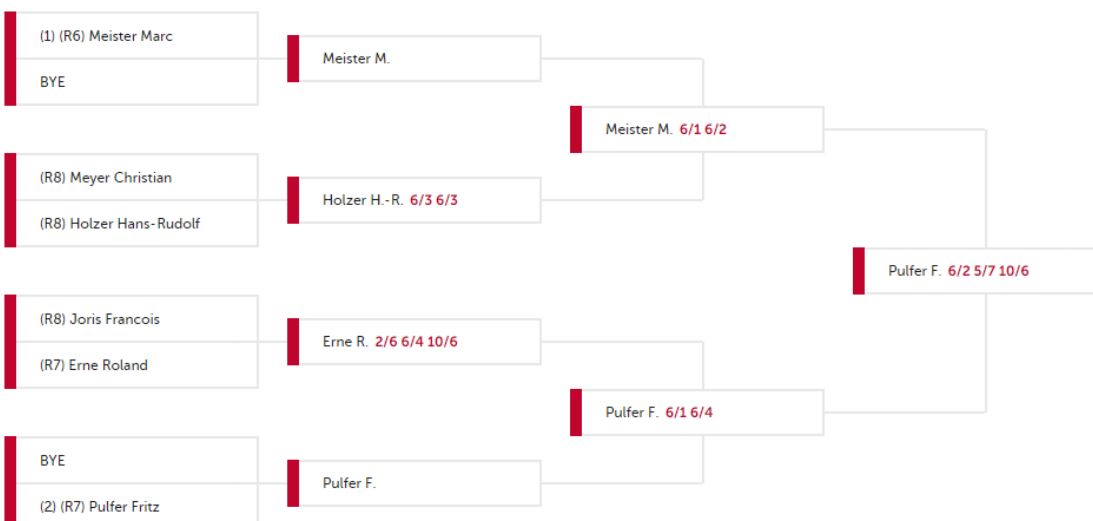 (1) (R6) Meister Marc
BYE
(R8) Meyer Christian
(R8) Holzer Hans-Rudolf
(R8) Joris Francois
(R7) Erne Roland
BYE
(2) (R7) Pulfer Fritz
Meister M.
Holzer H.-R. 6/3 6/3
Erne R. 2/6 6/4 10/6
Pulfer F.
Meister M. 6/1 6/2
Pulfer F. 6/1 6/4
Pulfer F. 6/2 5/7 10/6